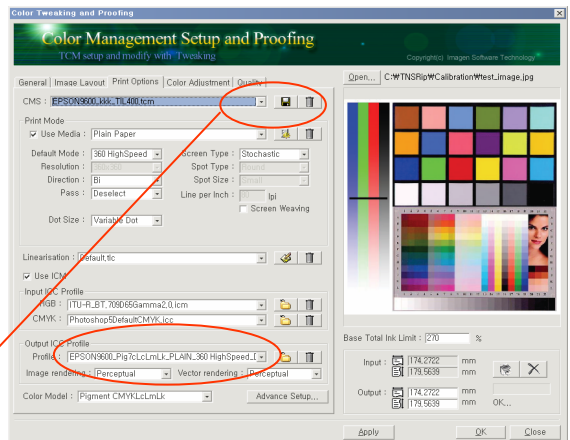 Color Tweaking and Proofing
Color Management Setup and Proofing
TCM setup and modify with Tweaking
Copyright(c) Imagen Software Technology
General | Image Layout | Print Options | Color Adjustment | Quality
Open... C:₩TNSRip₩Calibration₩test_image.jpg
CMS : EPSON9600_kkk_TIL400.tcm
Print Mode
Use Media : Plain Paper
Default Mode : 360 HighSpeed Screen Type : Stochastic
Resolution : Spot Type :
Direction : Bi Spot Size : Small
Pass : Deselect Line per Inch : lpi
Screen Weaving
Dot Size : Variable Dot
Linearisation : Default.tlc
Use ICM
Input ICC Profile
RGB : ITU-R_BT,709D65Gamma2,0,icm
CMYK : Photoshop5DefaultCMYK.icc
Output ICC Profile
Profile : EPSON9600_Pig7cLcLmLk_PLAIN_360 HighSpeed_
Image rendering : Perceptual Vector rendering : Perceptual
Color Model : Pigment CMYKLcLmLk Advance Setup...
Base Total Ink Limit : 270 %
Input : 174,2722 mm
179,5639 mm
Output : 174,2722 mm
179,5639 mm OK...
Apply OK Close